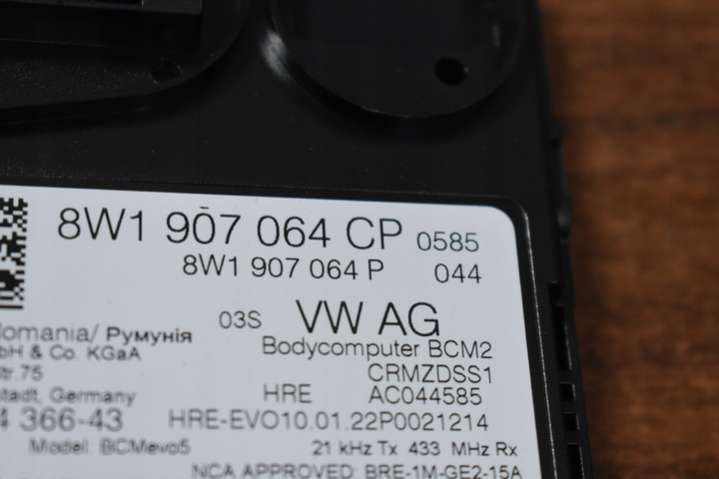 8W1 907 064 CP 0585
8W1 907 064 P 044
03S VW AG
omania/ Румунія
bH & Co. KGaA
Bodycomputer BCM2
tr.75
CRMZDSS1
stadt, Germany
HRE AC044585
4 366-43
HRE-EVO10.01.22P0021214
Model: BCMevo5
21 kHz Tx 433 MHz Rx
NCA APPROVED: BRE-1M-GE2-15A